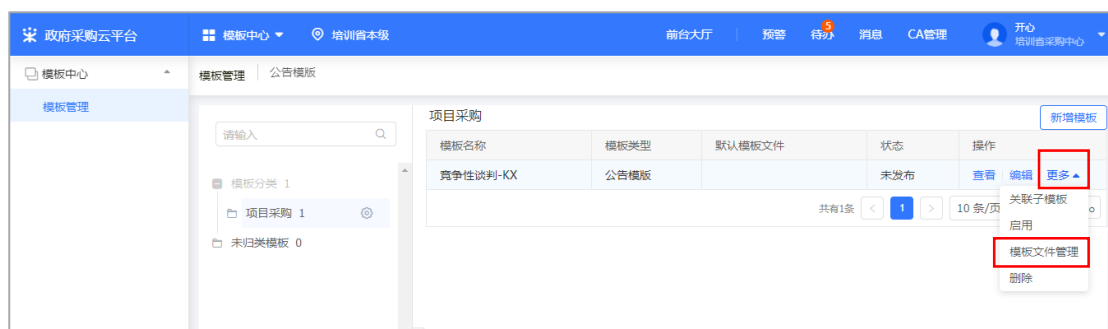 政府采购云平台 模板中心 培训省本级 前台大厅 预警 待办 5 消息 CA管理 开心
培训省采购中心
模板中心 模板管理 公告模版
模板管理
项目采购 新增模板
请输入
模板名称 模板类型 默认模板文件 状态 操作
竞争性谈判-KX 公告模版 未发布 查看 编辑 更多
模板分类 1
项目采购 1
共有1条 < 1 > 10 条/页
关联子模板
启用
未归类模板 0
模板文件管理
删除